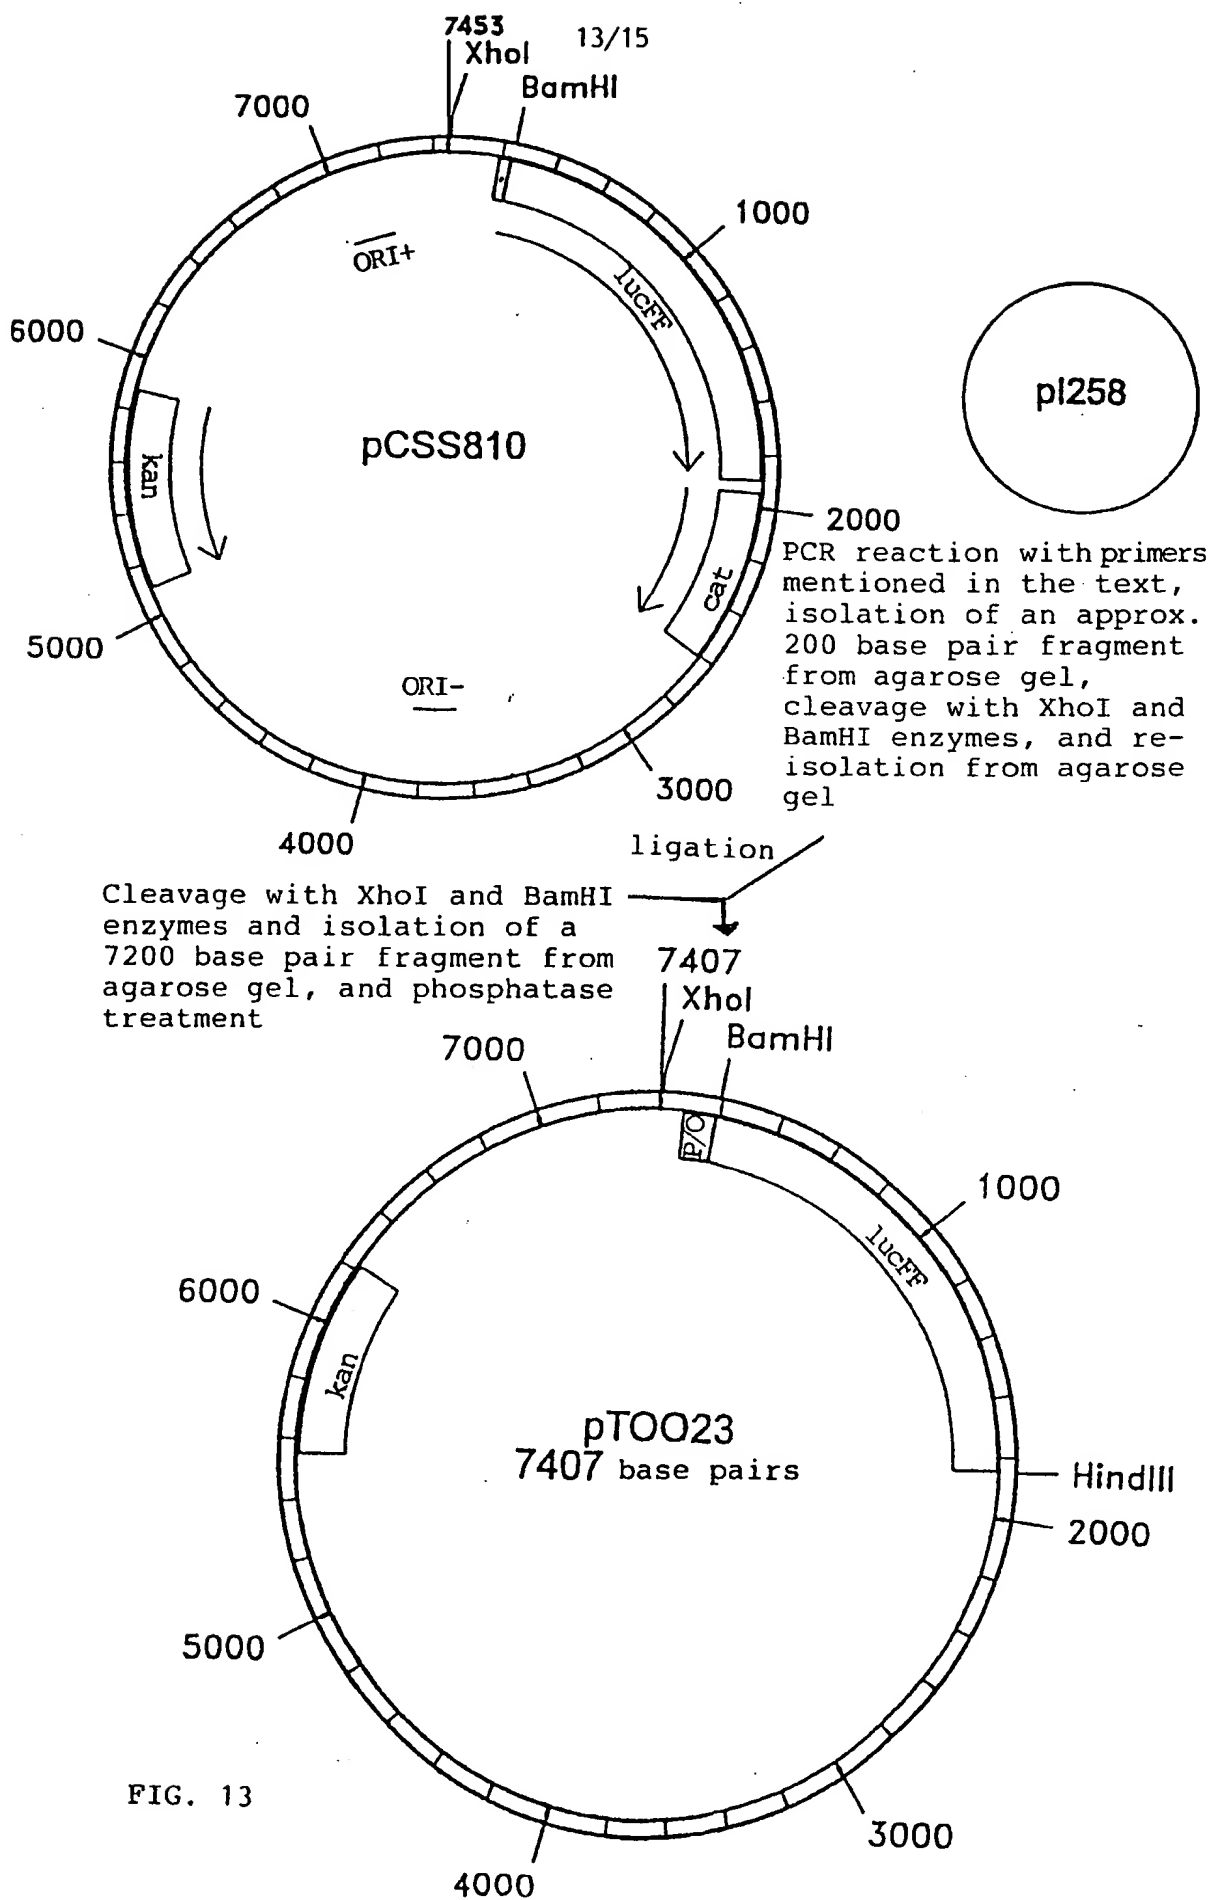 13/15
7453
XhoI
BamHI
7000
1000
ORI+
lucFF
6000
pCSS810
pI258
kan
2000
cat
PCR reaction with primers
mentioned in the text,
isolation of an approx.
200 base pair fragment
from agarose gel,
cleavage with XhoI and
BamHI enzymes, and re-
isolation from agarose
gel
5000
ORI-
3000
4000
ligation
Cleavage with XhoI and BamHI
enzymes and isolation of a
7200 base pair fragment from
agarose gel, and phosphatase
treatment
7407
XhoI
BamHI
7000
P/O
1000
lucFF
6000
kan
pTOO23
7407 base pairs
HindIII
2000
5000
FIG. 13
3000
4000